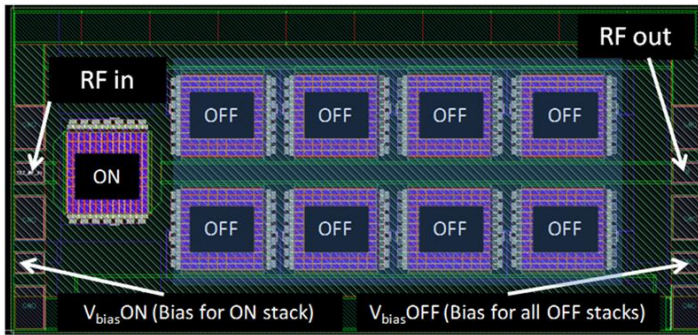 RF out
RF in
OFF OFF OFF OFF
ON
OFF OFF OFF OFF
VbiasON (Bias for ON stack) VbiasOFF (Bias for all OFF stacks)